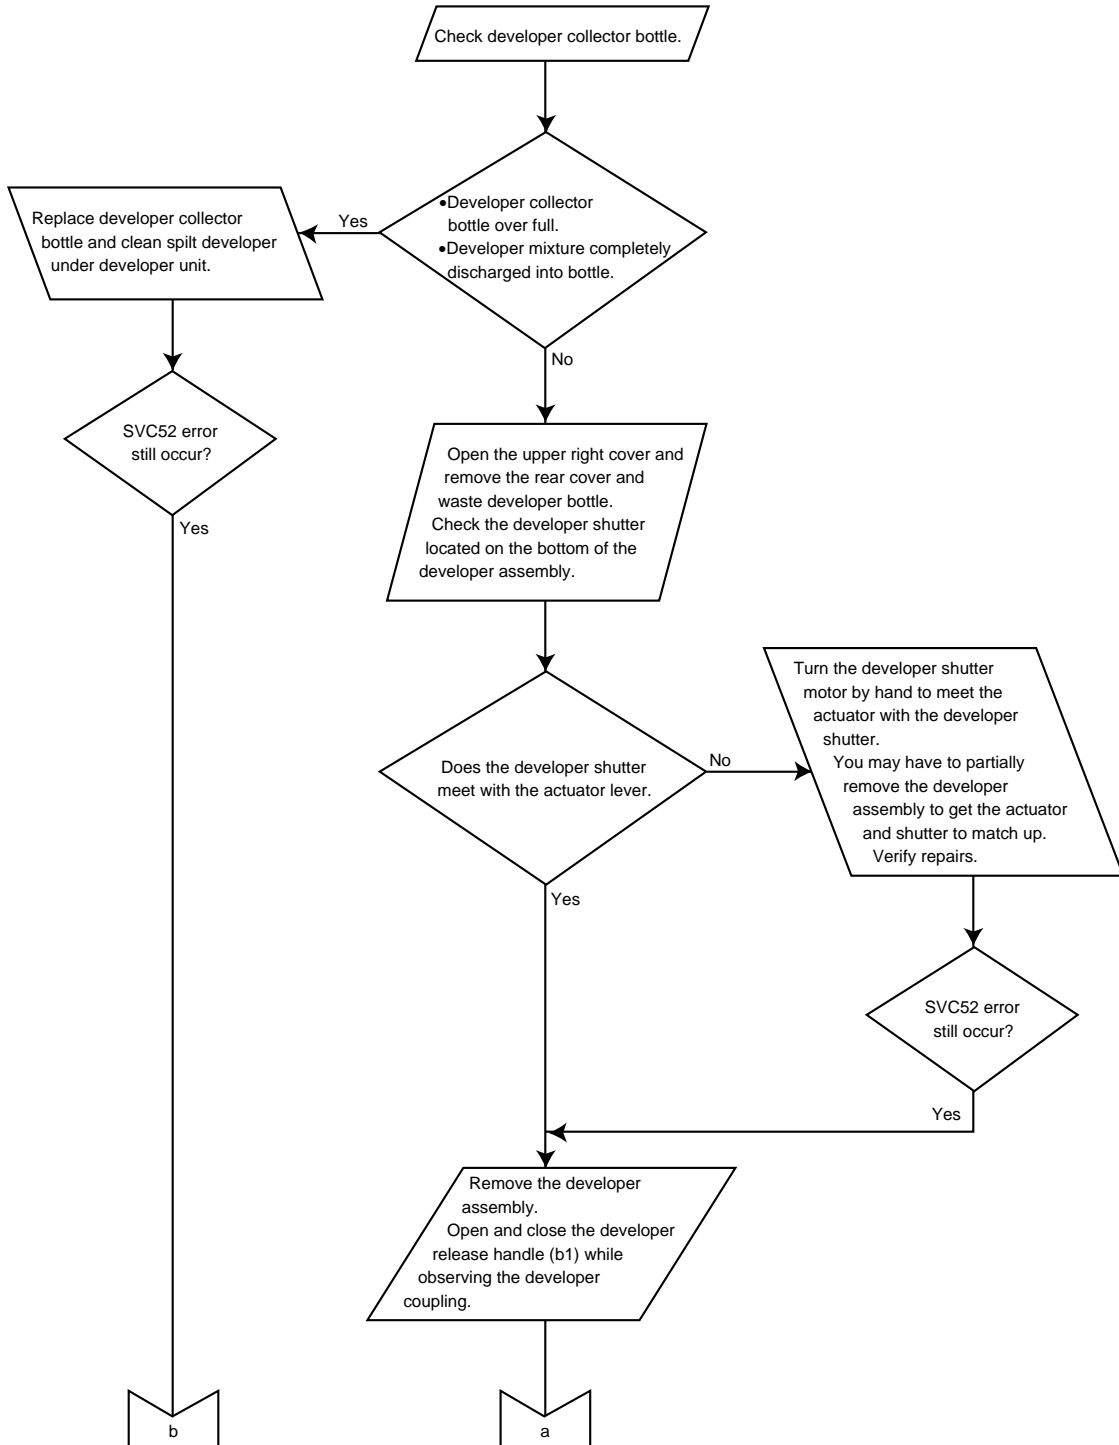 Check developer collector bottle.
•Developer collector
bottle over full.
•Developer mixture completely
discharged into bottle.
Yes
Replace developer collector
bottle and clean spilt developer
under developer unit.
No
SVC52 error
still occur?
Yes
Open the upper right cover and
remove the rear cover and
waste developer bottle.
Check the developer shutter
located on the bottom of the
developer assembly.
Does the developer shutter
meet with the actuator lever.
No
Turn the developer shutter
motor by hand to meet the
actuator with the developer
shutter.
You may have to partially
remove the developer
assembly to get the actuator
and shutter to match up.
Verify repairs.
Yes
SVC52 error
still occur?
Yes
Remove the developer
assembly.
Open and close the developer
release handle (b1) while
observing the developer
coupling.
b
a